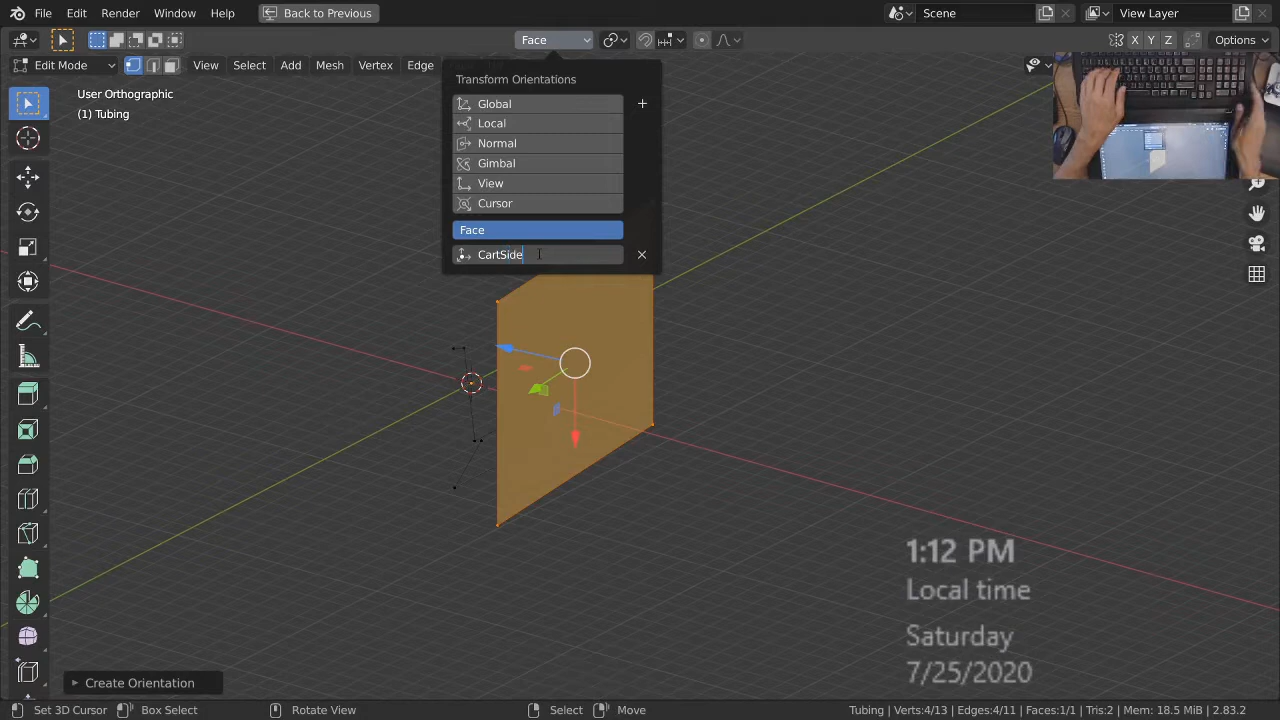 File Edit Render Window Help Back to Previous Scene View Layer
Face Options
Edit Mode View Select Add Mesh Vertex Edge
X Y Z
Transform Orientations
Global
Local
Normal
Gimbal
View
Cursor
Face
CartSide
User Orthographic
(1) Tubing
1:12 PM
Local time
Saturday
7/25/2020
Create Orientation
Set 3D Cursor Box Select Rotate View Select Move Tubing | Verts:4/13 | Edges:4/11 | Faces:1/1 | Tris:2 | Mem: 18.5 MiB | 2.83.2